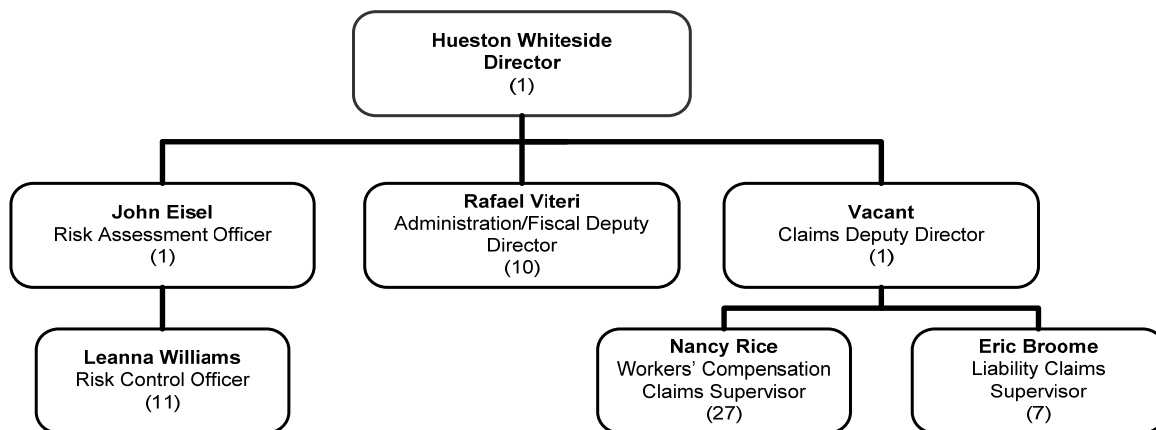 Hueston Whiteside
Director
(1)
John Eisel
Risk Assessment Officer
(1)
Rafael Viteri
Administration/Fiscal Deputy
Director
(10)
Vacant
Claims Deputy Director
(1)
Leanna Williams
Risk Control Officer
(11)
Nancy Rice
Workers’ Compensation
Claims Supervisor
(27)
Eric Broome
Liability Claims
Supervisor
(7)